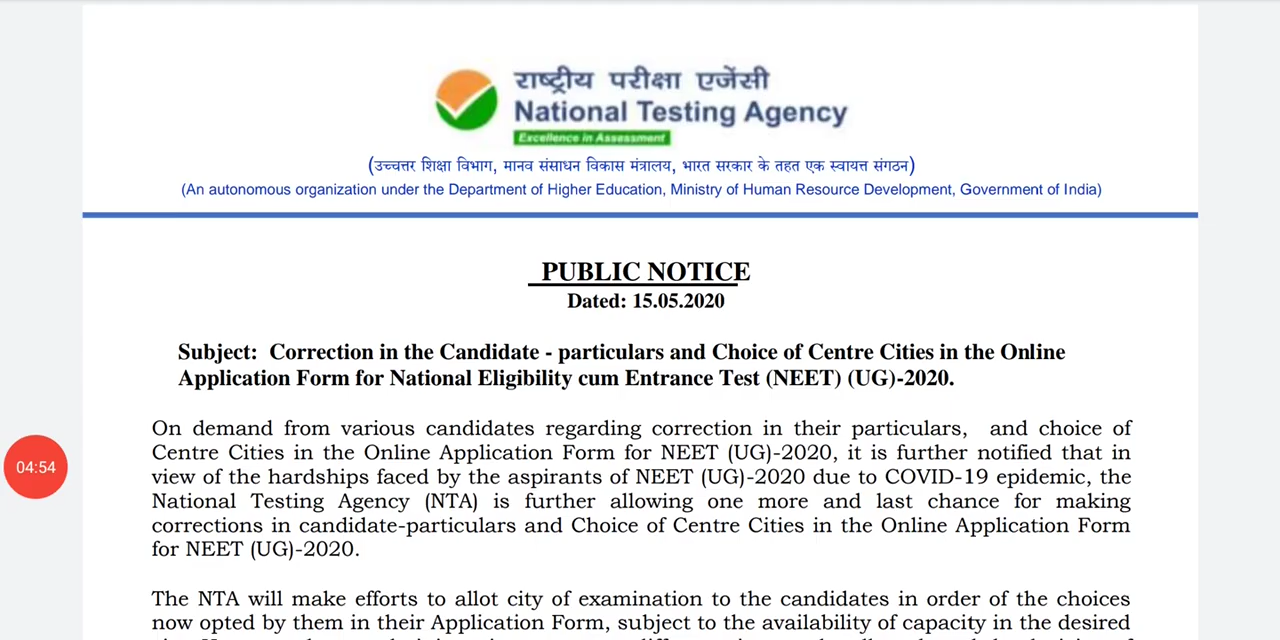 राष्ट्रीय परीक्षा एजेंसी
National Testing Agency
Excellence in Assessment
(उच्चत्तर शिक्षा विभाग, मानव संसाधन विकास मंत्रालय, भारत सरकार के तहत एक स्वायत्त संगठन)
(An autonomous organization under the Department of Higher Education, Ministry of Human Resource Development, Government of India)
PUBLIC NOTICE
Dated: 15.05.2020
Subject: Correction in the Candidate - particulars and Choice of Centre Cities in the Online
Application Form for National Eligibility cum Entrance Test (NEET) (UG)-2020.
On demand from various candidates regarding correction in their particulars, and choice of
Centre Cities in the Online Application Form for NEET (UG)-2020, it is further notified that in
view of the hardships faced by the aspirants of NEET (UG)-2020 due to COVID-19 epidemic, the
04:54
National Testing Agency (NTA) is further allowing one more and last chance for making
corrections in candidate-particulars and Choice of Centre Cities in the Online Application Form
for NEET (UG)-2020.
The NTA will make efforts to allot city of examination to the candidates in order of the choices
now opted by them in their Application Form, subject to the availability of capacity in the desired